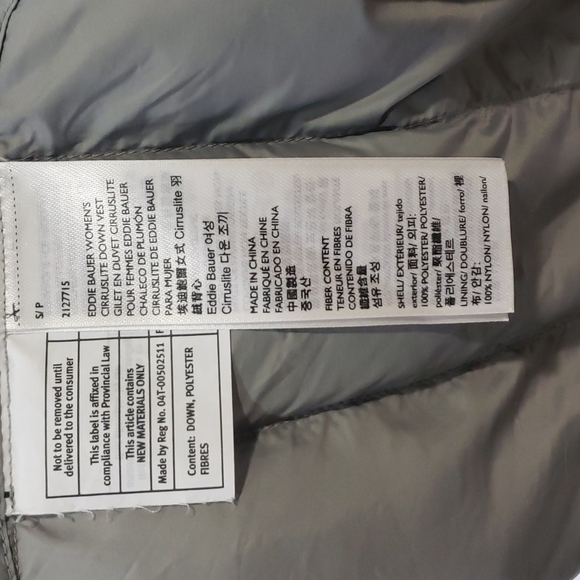 S/P
2127715
EDDIE BAUER WOMEN'S
CIRRUSLITE DOWN VEST
GILET EN DUVET CIRRUSLITE
POUR FEMMES EDDIE BAUER
CHALECO DE PLUMÓN
CIRRUSLITE EDDIE BAUER
PARA MUJER
埃迪鲍爾女式 Cirruslite 羽
絨背心
Eddie Bauer 여성
Cirruslite 다운 조끼
MADE IN CHINA
FABRIQUÉ EN CHINE
FABRICADO EN CHINA
中國製造
중국산
FIBER CONTENT
TENEUR EN FIBRES
CONTENIDO DE FIBRA
纖維含量
섬유 조성
SHELL/ EXTÉRIEUR/ tejido
exterior/ 面料/ 외피:
100% POLYESTER/ POLYESTER/
poliéster/ 聚酯纖維/
폴리에스테르
LINING/ DOUBLURE/ forro/ 裡
布/ 안감:
100% NYLON/ NYLON/ nailon/
Not to be removed until
delivered to the consumer
This label is affixed in
compliance with Provincial Law
This article contains
NEW MATERIALS ONLY
Made by Reg No. 04T-00502511
Content: DOWN, POLYESTER
FIBRES